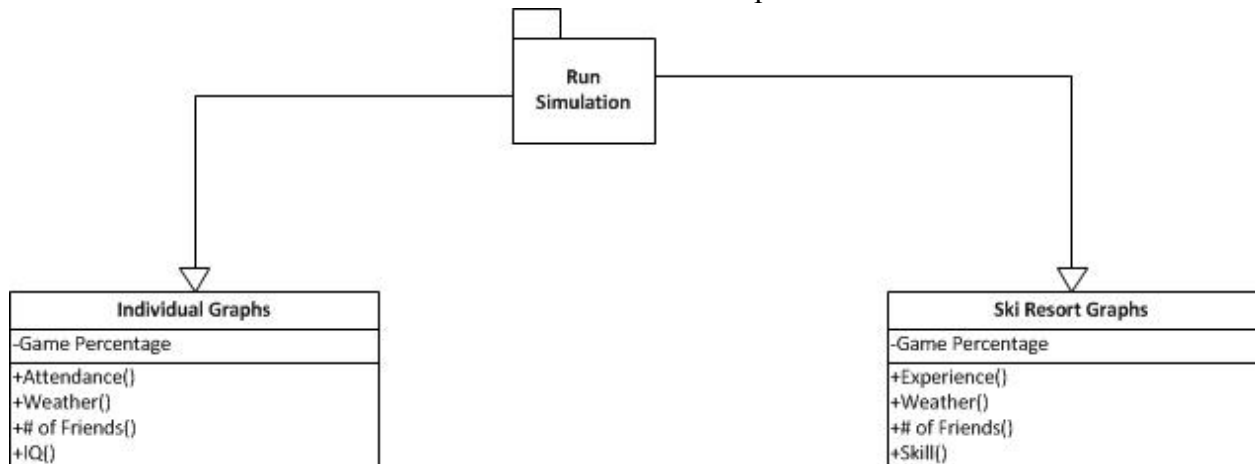 Run
Simulation
Individual Graphs
-Game Percentage
+Attendance()
+Weather()
+# of Friends()
+IQ()
Ski Resort Graphs
-Game Percentage
+Experience()
+Weather()
+# of Friends()
+Skill()